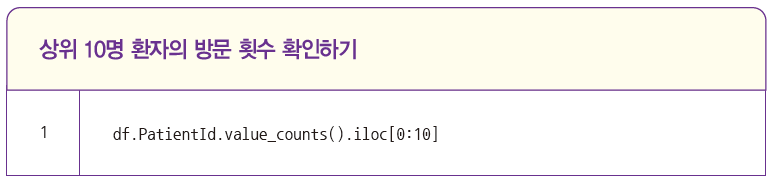 상위 10명 환자의 방문 횟수 확인하기
1 df.PatientId.value_counts().iloc[0:10]